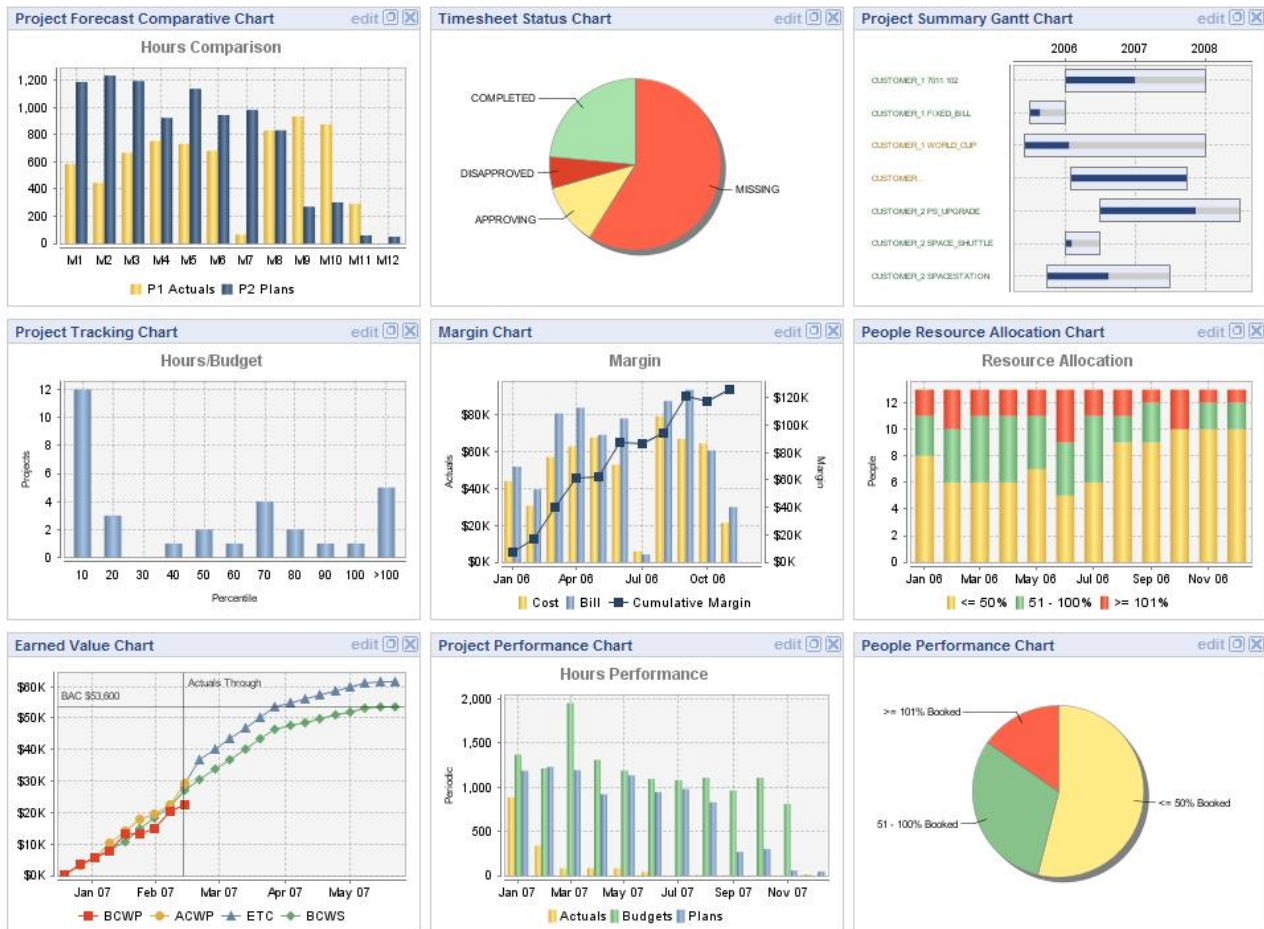 Project Forecast Comparative Chart edit
Hours Comparison
1,200
1,000
800
600
400
200
0
M1 M2 M3 M4 M5 M6 M7 M8 M9 M10 M11 M12
P1 Actuals P2 Plans
Timesheet Status Chart edit
COMPLETED
DISAPPROVED
APPROVING
MISSING
Project Summary Gantt Chart edit
2006 2007 2008
CUSTOMER_1 7011.102
CUSTOMER_1 FIXED_BILL
CUSTOMER_1 WORLD_CUP
CUSTOMER...
CUSTOMER_2 PS_UPGRADE
CUSTOMER_2 SPACE_SHUTTLE
CUSTOMER_2 SPACESTATION
Project Tracking Chart edit
Hours/Budget
Projects
12
10
8
6
4
2
0
10 20 30 40 50 60 70 80 90 100 >100
Percentile
Margin Chart edit
Margin
Actuals
$80K
$60K
$40K
$20K
$0K
$120K
$100K
$80K
$60K
$40K
$20K
$0K
Margin
Jan 06 Apr 06 Jul 06 Oct 06
Cost Bill Cumulative Margin
People Resource Allocation Chart edit
Resource Allocation
People
12
10
8
6
4
2
0
Jan 06 Mar 06 May 06 Jul 06 Sep 06 Nov 06
<= 50% 51 - 100% >= 101%
Earned Value Chart edit
$60K
$50K
$40K
$30K
$20K
$10K
$0K
BAC $53,600
Actuals Through
Jan 07 Feb 07 Mar 07 Apr 07 May 07
BCWP ACWP ETC BCWS
Project Performance Chart edit
Hours Performance
Periodic
2,000
1,500
1,000
500
0
Jan 07 Mar 07 May 07 Jul 07 Sep 07 Nov 07
Actuals Budgets Plans
People Performance Chart edit
>= 101% Booked
51 - 100% Booked
<= 50% Booked